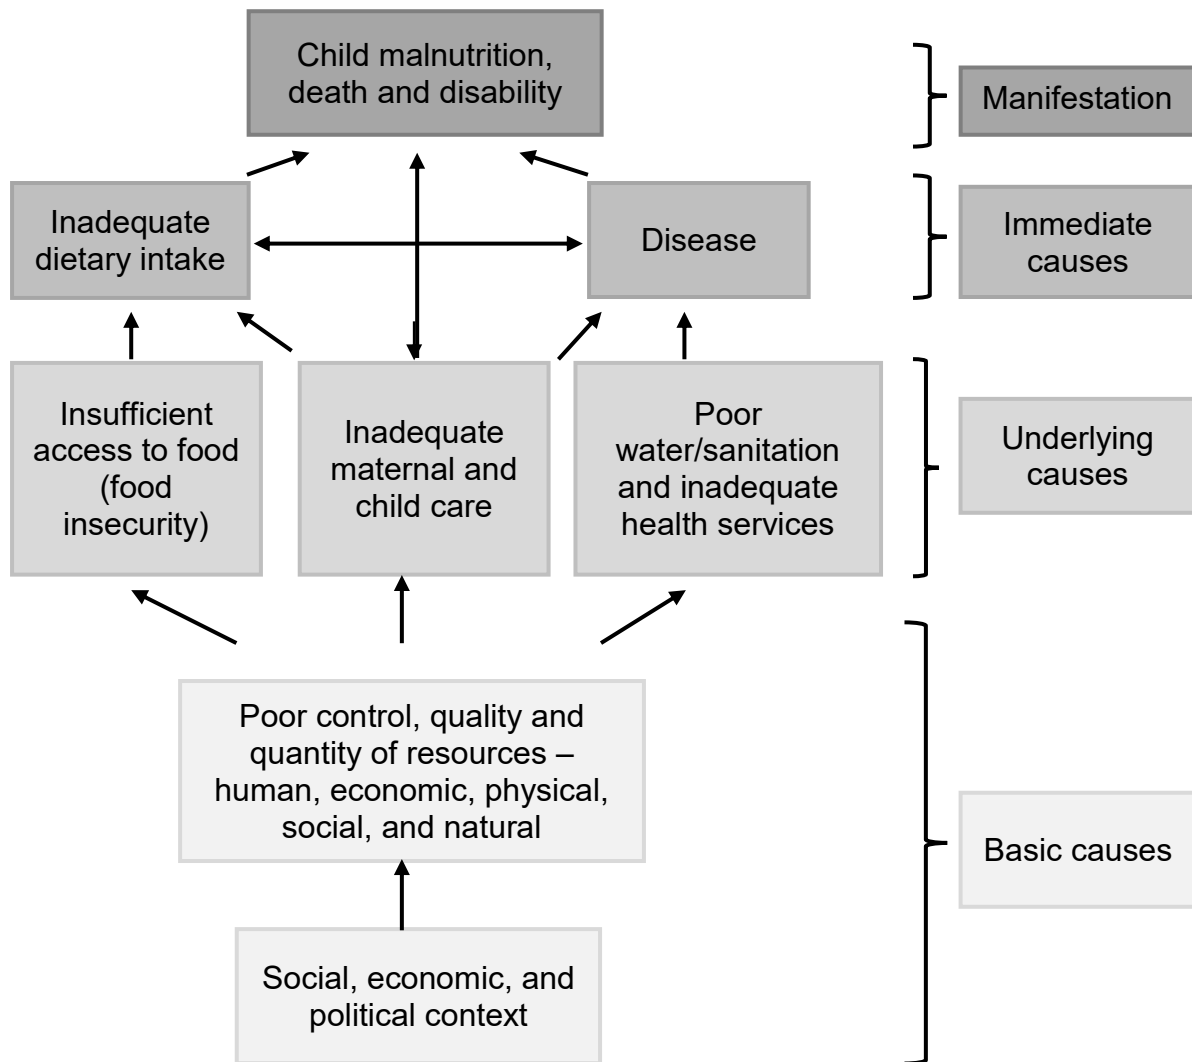 Child malnutrition,
death and disability
Manifestation
Inadequate
dietary intake
Disease
Immediate
causes
Insufficient
access to food
(food
insecurity)
Inadequate
maternal and
child care
Poor
water/sanitation
and inadequate
health services
Underlying
causes
Poor control, quality and
quantity of resources –
human, economic, physical,
social, and natural
Basic causes
Social, economic, and
political context